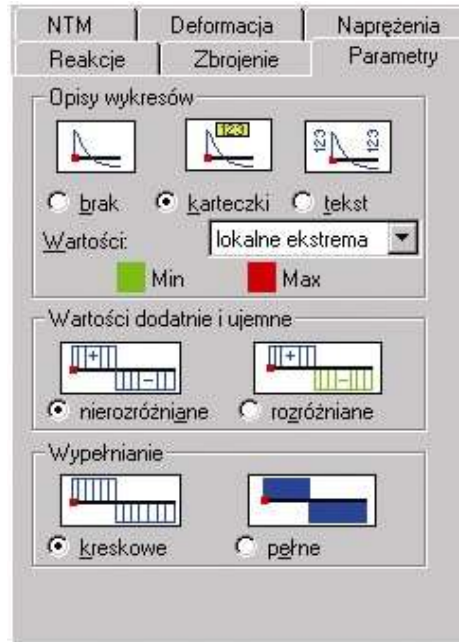 NTM Deformacja Naprężenia
Reakcje Zbrojenie Parametry
Opisy wykresów
123 123 123
brak karteczki tekst
Wartości: lokalne ekstrema
Min Max
Wartości dodatnie i ujemne
+ − + −
nierozróżniane rozróżniane
Wypełnianie
kreskowe pełne